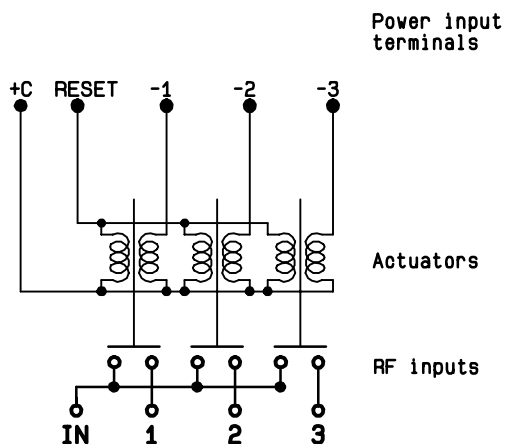 Power input
terminals
+C RESET -1 -2 -3
Actuators
RF inputs
IN 1 2 3